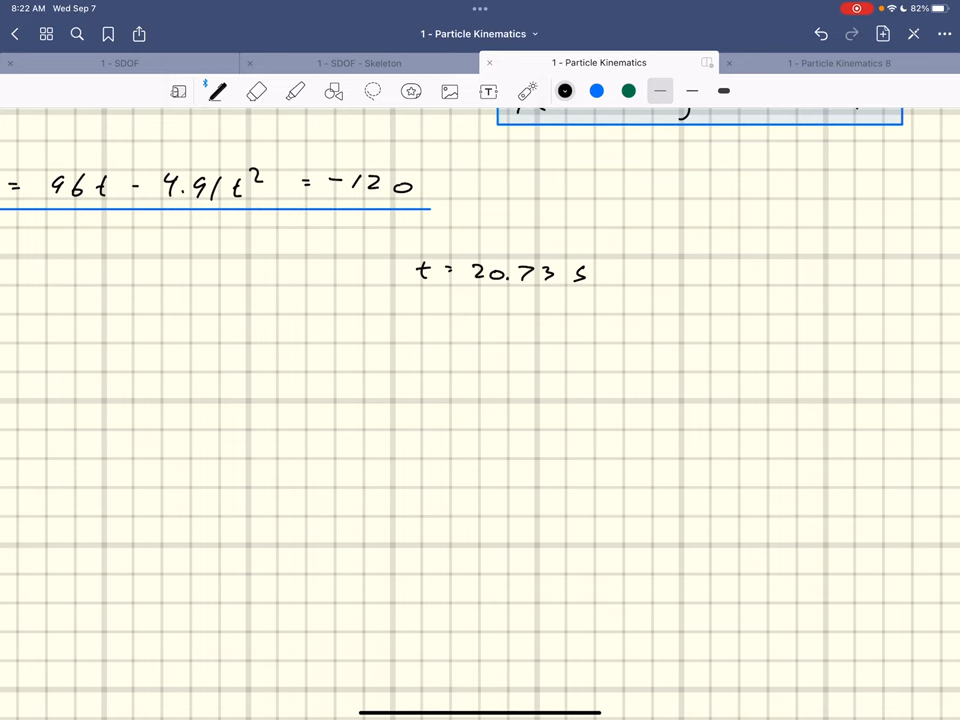 8:22 AM Wed Sep 7
82%
1 - Particle Kinematics
1 - SDOF
1 - SDOF - Skeleton
1 - Particle Kinematics
1 - Particle Kinematics 8
T
= 96t - 4.91t² = -120
t = 20.73 s